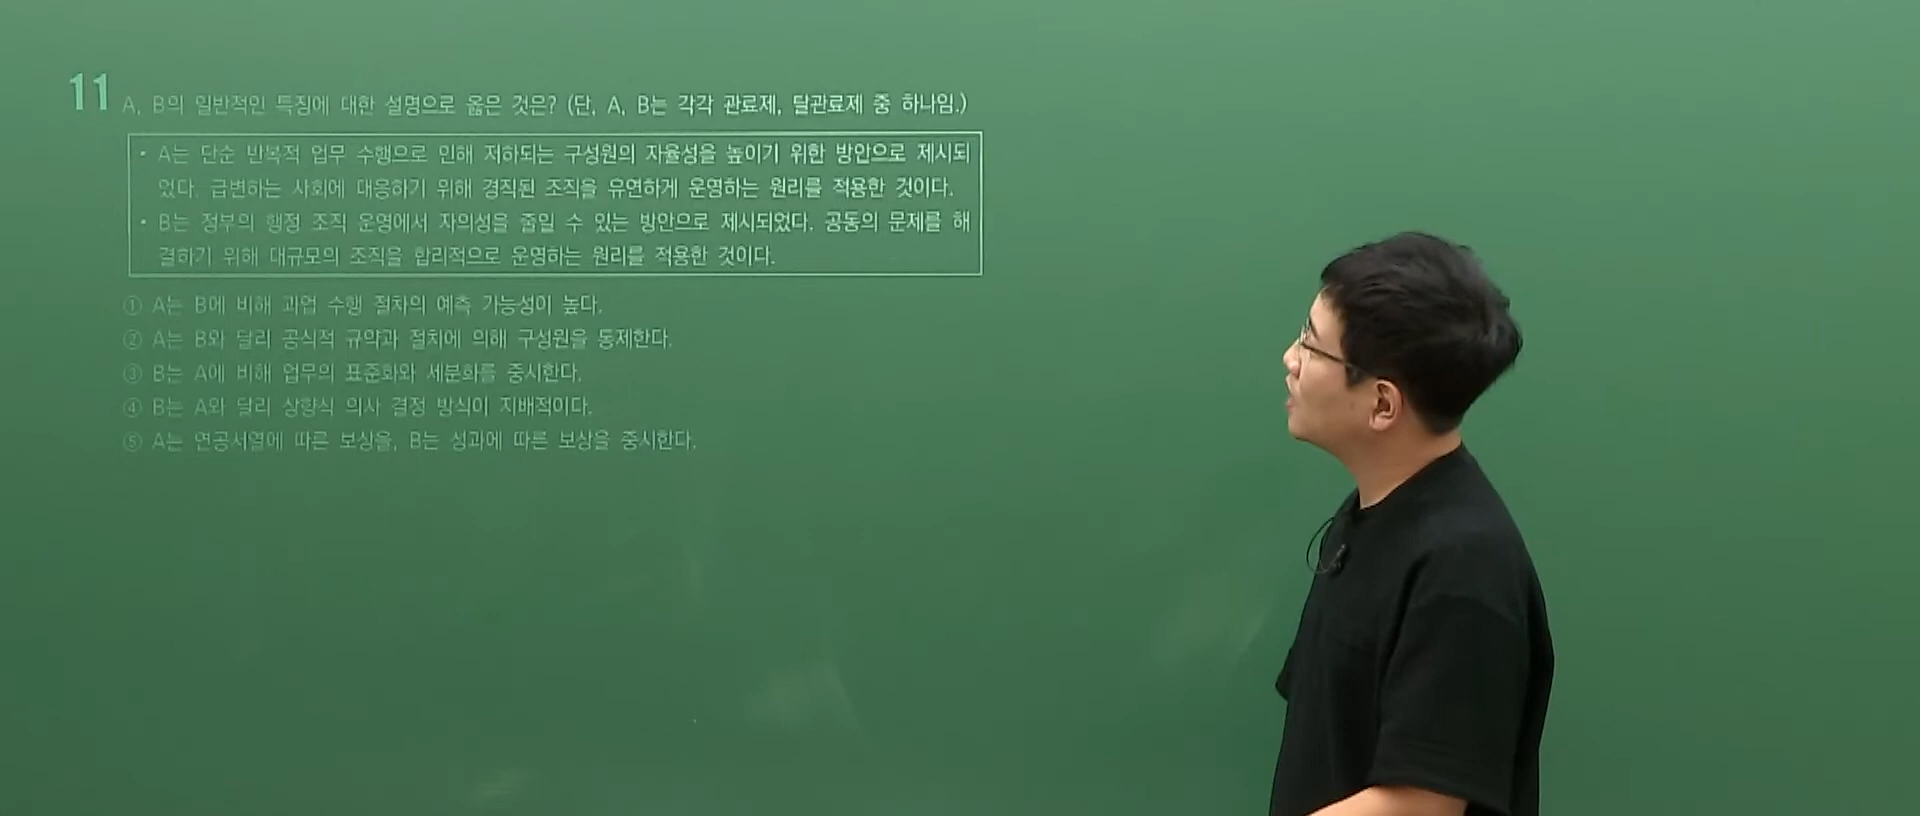 11 A, B의 일반적인 특징에 대한 설명으로 옳은 것은? (단, A, B는 각각 관료제, 탈관료제 중 하나임.)
• A는 단순 반복적 업무 수행으로 인해 저하되는 구성원의 자율성을 높이기 위한 방안으로 제시되
었다. 급변하는 사회에 대응하기 위해 경직된 조직을 유연하게 운영하는 원리를 적용한 것이다.
• B는 정부의 행정 조직 운영에서 자의성을 줄일 수 있는 방안으로 제시되었다. 공동의 문제를 해
결하기 위해 대규모의 조직을 합리적으로 운영하는 원리를 적용한 것이다.
① A는 B에 비해 과업 수행 절차의 예측 가능성이 높다.
② A는 B와 달리 공식적 규약과 절차에 의해 구성원을 통제한다.
③ B는 A에 비해 업무의 표준화와 세분화를 중시한다.
④ B는 A와 달리 상향식 의사 결정 방식이 지배적이다.
⑤ A는 연공서열에 따른 보상을, B는 성과에 따른 보상을 중시한다.